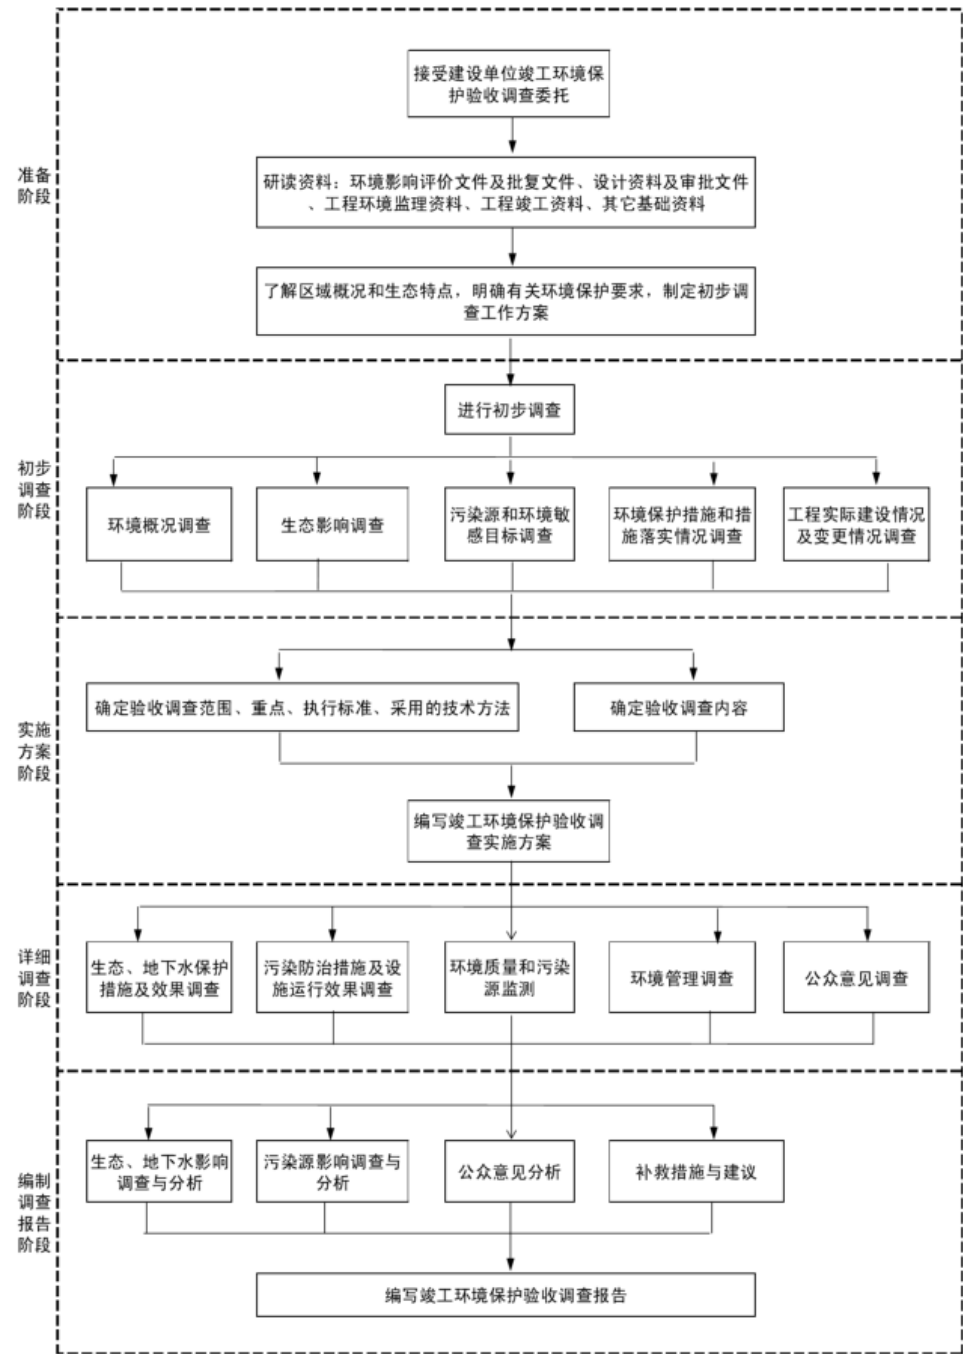 准备
阶段
接受建设单位竣工环境保
护验收调查委托
研读资料：环境影响评价文件及批复文件、设计资料及审批文件
、工程环境监理资料、工程竣工资料、其它基础资料
了解区域概况和生态特点，明确有关环境保护要求，制定初步调
查工作方案
初步
调查
阶段
进行初步调查
环境概况调查
生态影响调查
污染源和环境敏
感目标调查
环境保护措施和措
施落实情况调查
工程实际建设情况
及变更情况调查
实施
方案
阶段
确定验收调查范围、重点、执行标准、采用的技术方法
确定验收调查内容
编写竣工环境保护验收调
查实施方案
详细
调查
阶段
生态、地下水保护
措施及效果调查
污染防治措施及设
施运行效果调查
环境质量和污染
源监测
环境管理调查
公众意见调查
编制
调查
报告
阶段
生态、地下水影响
调查与分析
污染源影响调查与
分析
公众意见分析
补救措施与建议
编写竣工环境保护验收调查报告